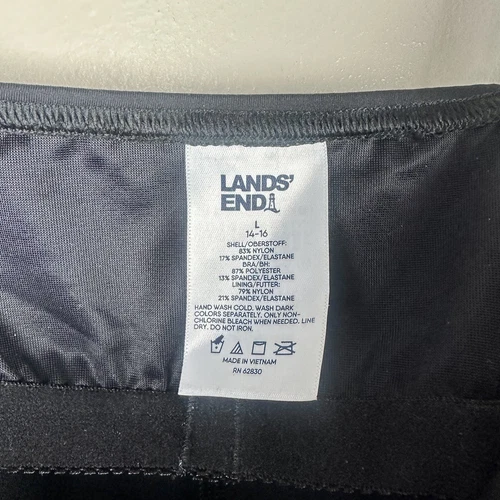 LANDS'
END
L
14-16
SHELL/OBERSTOFF:
83% NYLON
17% SPANDEX/ELASTANE
BRA/BH:
87% POLYESTER
13% SPANDEX/ELASTANE
LINING/FUTTER:
79% NYLON
21% SPANDEX/ELASTANE
HAND WASH COLD. WASH DARK
COLORS SEPARATELY. ONLY NON-
CHLORINE BLEACH WHEN NEEDED. LINE
DRY. DO NOT IRON.
MADE IN VIETNAM
RN 62830